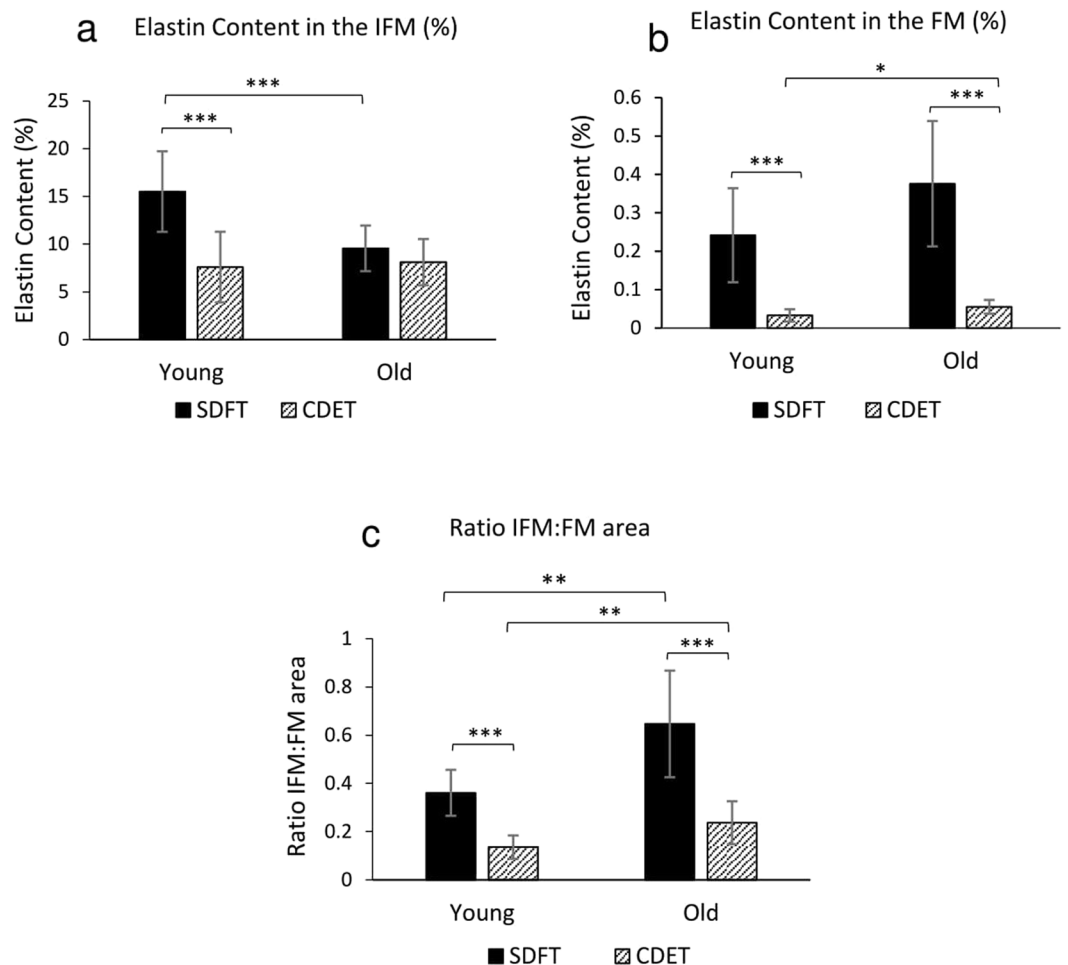 a Elastin Content in the IFM (%)
***
***
Elastin Content (%)
25
20
15
10
5
0
Young Old
SDFT CDET
b Elastin Content in the FM (%)
*
***
***
Elastin Content (%)
0.6
0.5
0.4
0.3
0.2
0.1
0
Young Old
SDFT CDET
c Ratio IFM:FM area
**
**
***
***
Ratio IFM:FM area
1
0.8
0.6
0.4
0.2
0
Young Old
SDFT CDET